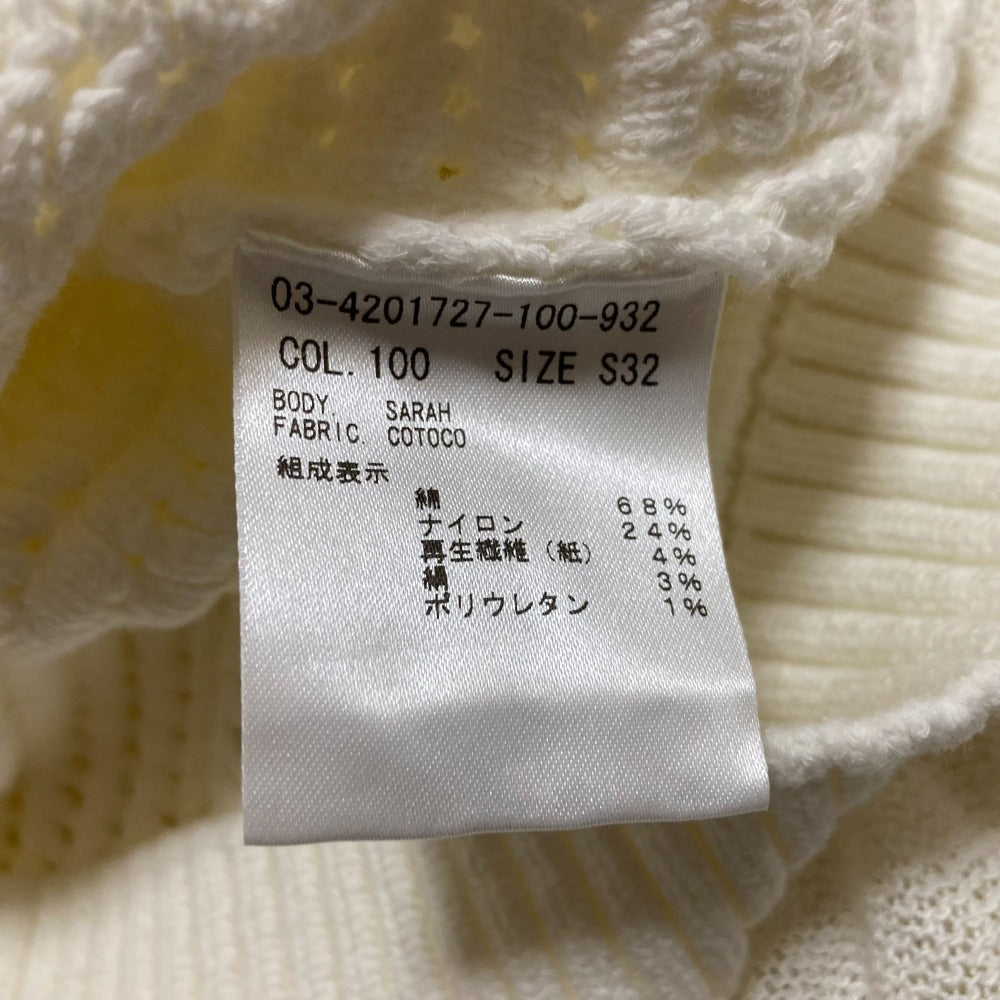 03-4201727-100-932
COL. 100 SIZE S32
BODY SARAH
FABRIC COTOCO
組成表示
綿 68%
ナイロン 24%
再生繊維(紙) 4%
絹 3%
ポリウレタン 1%